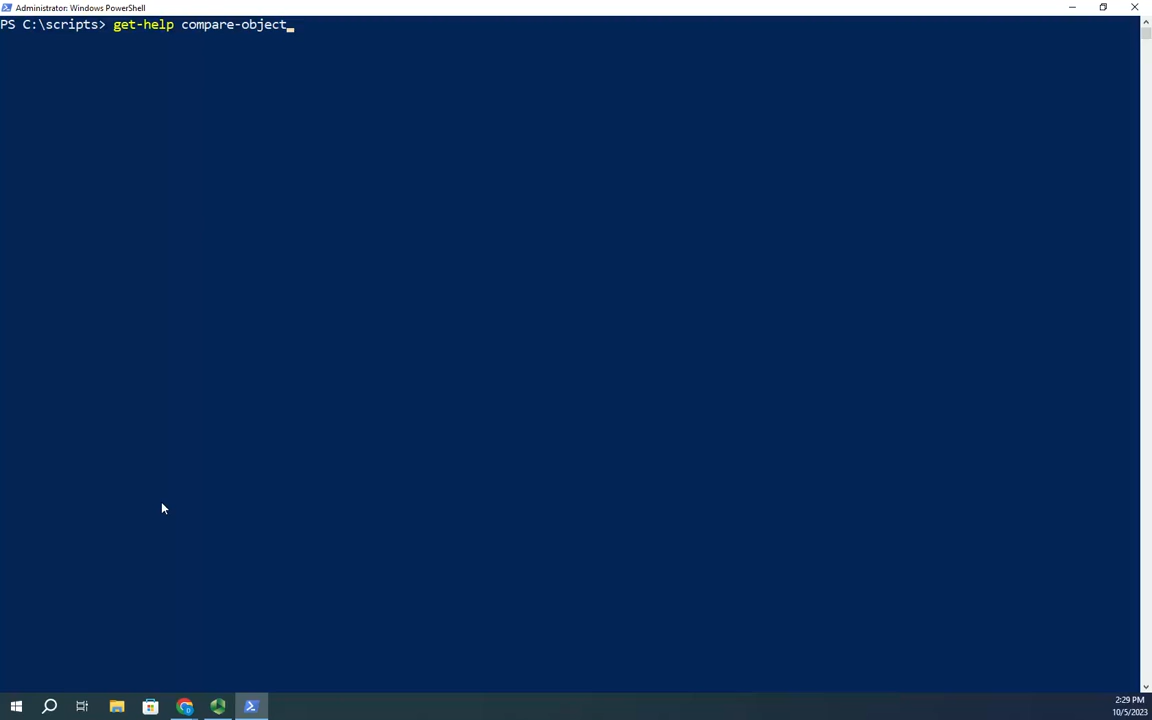 Administrator: Windows PowerShell
PS C:\scripts> get-help compare-object
2:29 PM
10/5/2023